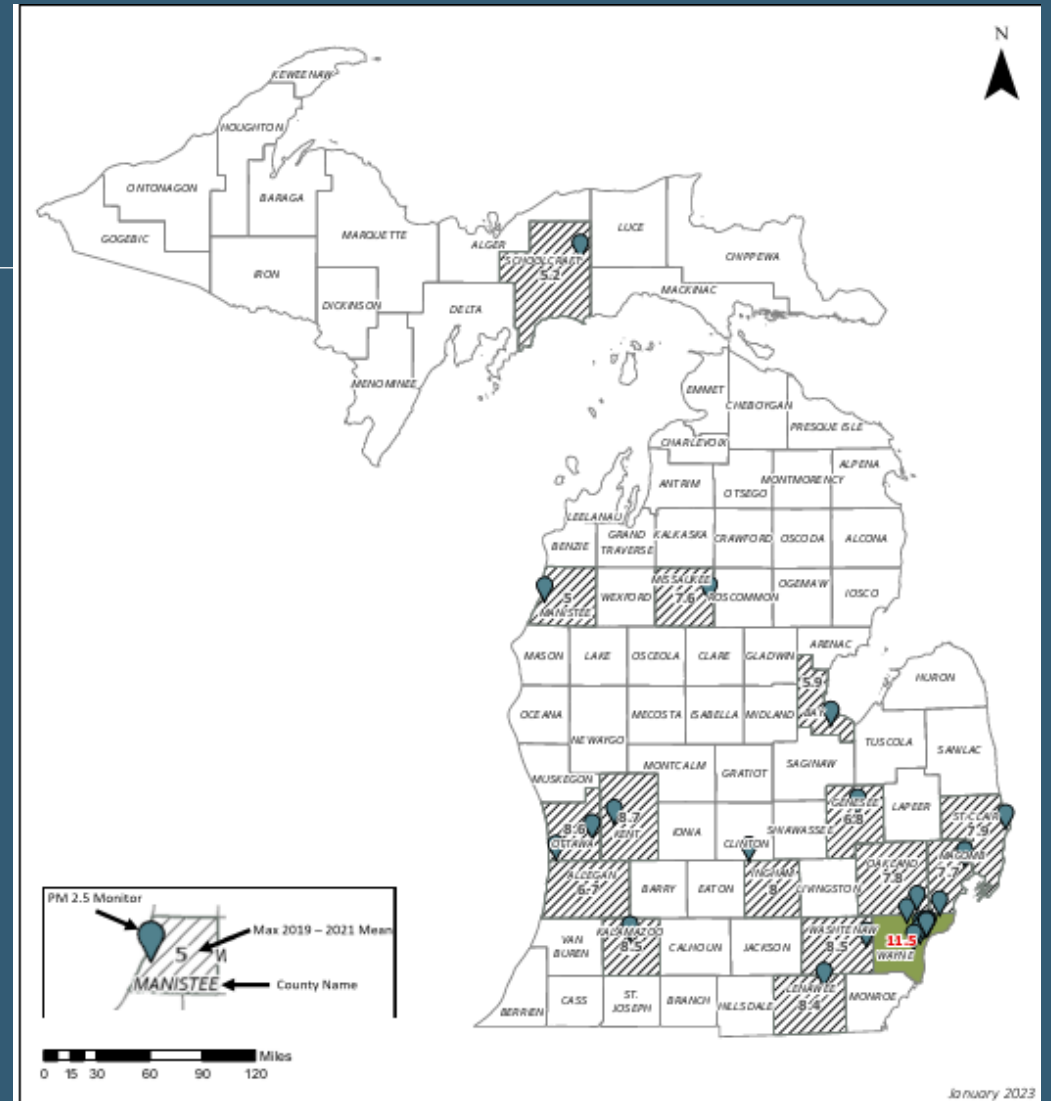 N
KEWEENAW
HOUGHTON
ONTONAGON
BARAGA
GOGEBIC
MARQUETTE
LUCE
ALGER
SCHOOLCRAFT
5.2
CHIPPEWA
IRON
MACKINAC
DICKINSON
DELTA
MENOMINEE
EMMET
CHEBOYGAN
PRESQUE ISLE
CHARLEVOIX
ALPENA
ANTRIM
OTSEGO
MONTMORENCY
LEELANAU
BENZIE
GRAND
TRAVERSE
KALKASKA
CRAWFORD
OSCODA
ALCONA
5
MANISTEE
WEXFORD
MISSAUKEE
7.6
ROSCOMMON
OGEMAW
IOSCO
MASON
LAKE
OSCEOLA
CLARE
GLADWIN
ARENAC
5.9
BAY
HURON
OCEANA
NEWAYGO
MECOSTA
ISABELLA
MIDLAND
TUSCOLA
SANILAC
MUSKEGON
MONTCALM
GRATIOT
SAGINAW
GENESEE
6.8
LAPEER
ST CLAIR
7.9
8.6
OTTAWA
8.7
KENT
IONIA
CLINTON
SHIAWASSEE
OAKLAND
7.8
MACOMB
7.7
ALLEGAN
6.7
BARRY
EATON
INGHAM
8
LIVINGSTON
VAN
BUREN
KALAMAZOO
8.5
CALHOUN
JACKSON
WASHTENAW
8.5
11.5
WAYNE
BERRIEN
CASS
ST.
JOSEPH
BRANCH
HILLSDALE
LENAWEE
8.4
MONROE
PM 2.5 Monitor
Max 2019 – 2021 Mean
5
MANISTEE
County Name
Miles
0 15 30 60 90 120
January 2023